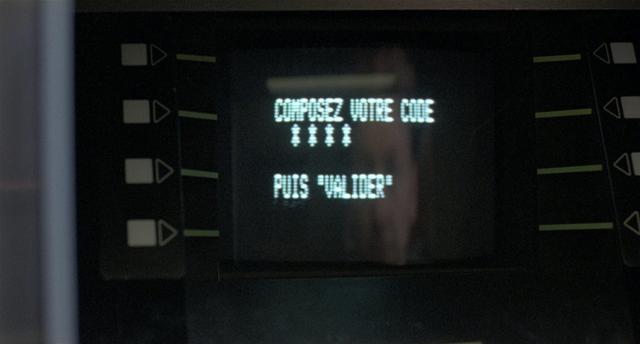 COMPOSEZ VOTRE CODE
****
PUIS "VALIDER"